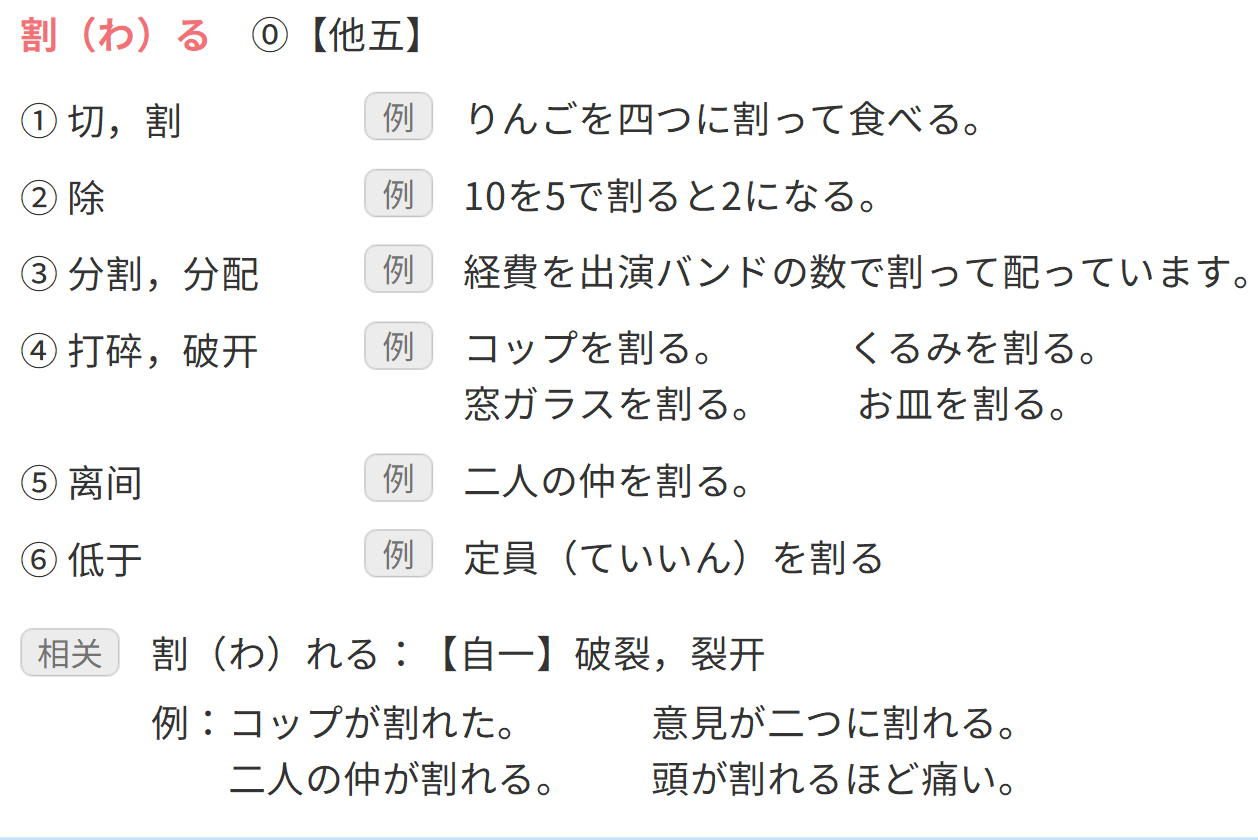 割（わ）る ⓪【他五】
① 切，割 例 りんごを四つに割って食べる。
② 除 例 10を5で割ると2になる。
③ 分割，分配 例 経費を出演バンドの数で割って配っています。
④ 打碎，破开 例 コップを割る。 くるみを割る。
窓ガラスを割る。 お皿を割る。
⑤ 离间 例 二人の仲を割る。
⑥ 低于 例 定員（ていいん）を割る
相关 割（わ）れる：【自一】破裂，裂开
例：コップが割れた。 意見が二つに割れる。
二人の仲が割れる。 頭が割れるほど痛い。